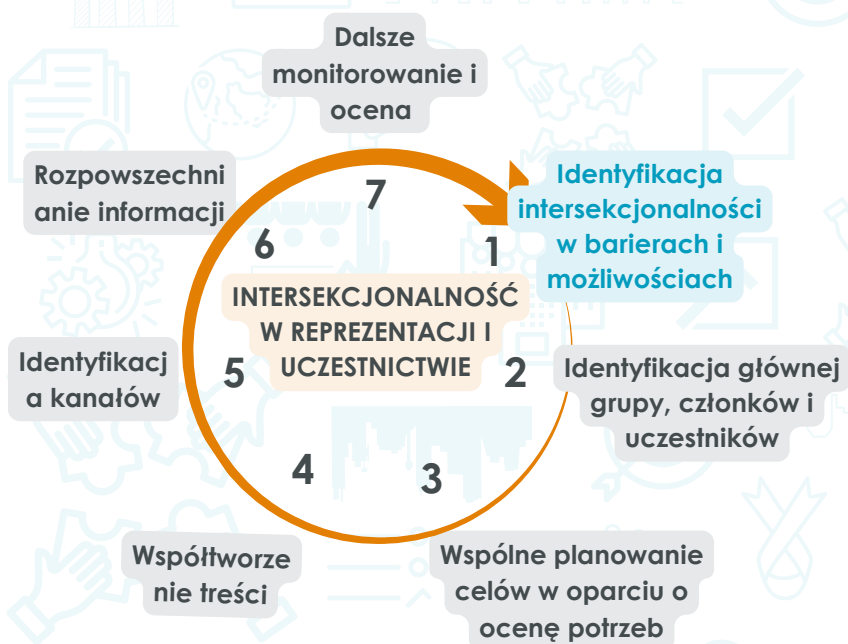 Dalsze
monitorowanie i
ocena
Rozpowszechni
anie informacji
7
Identyfikacja
intersekcjonalności
w barierach i
możliwościach
6
1
INTERSEKCJONALNOŚĆ
W REPREZENTACJI I
UCZESTNICTWIE
Identyfikacj
a kanałów
5
2
Identyfikacja głównej
grupy, członków i
uczestników
4
3
Współtworze
nie treści
Wspólne planowanie
celów w oparciu o
ocenę potrzeb